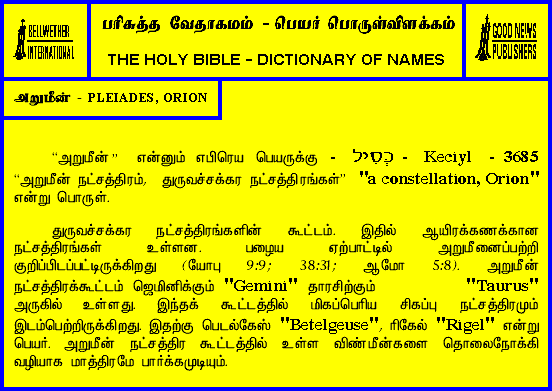 BELLWETHER
INTERNATIONAL
பரிசுத்த வேதாகமம் - பெயர் பொருள்விளக்கம்
THE HOLY BIBLE - DICTIONARY OF NAMES
GOOD NEWS
PUBLISHERS
அறுமீன் - PLEIADES, ORION
“அறுமீன்” என்னும் எபிரெய பெயருக்கு - כְּסִיל - Keciyl - 3685
“அறுமீன் நட்சத்திரம், துருவச்சக்கர நட்சத்திரங்கள்” "a constellation, Orion"
என்று பொருள்.
துருவச்சக்கர நட்சத்திரங்களின் கூட்டம். இதில் ஆயிரக்கணக்கான
நட்சத்திரங்கள் உள்ளன. பழைய ஏற்பாட்டில் அறுமீனைப்பற்றி
குறிப்பிடப்பட்டிருக்கிறது (யோபு 9:9; 38:31; ஆமோ 5:8). அறுமீன்
நட்சத்திரக்கூட்டம் ஜெமினிக்கும் "Gemini" தாரசிற்கும் "Taurus"
அருகில் உள்ளது. இந்தக் கூட்டத்தில் மிகப்பெரிய சிகப்பு நட்சத்திரமும்
இடம்பெற்றிருக்கிறது. இதற்கு பெடல்கேஸ் "Betelgeuse", ரிகேல் "Rigel" என்று
பெயர். அறுமீன் நட்சத்திர கூட்டத்தில் உள்ள விண்மீன்களை தொலைநோக்கி
வழியாக மாத்திரமே பார்க்கமுடியும்.